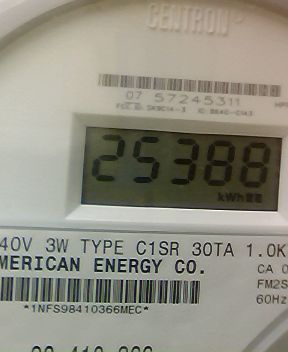 CENTRON
07 57245311
25388
kWh
40V 3W TYPE C1SR 30TA 1.0K
MERICAN ENERGY CO.
CA 0
FM2S
60Hz
*1NFS98410366MEC*